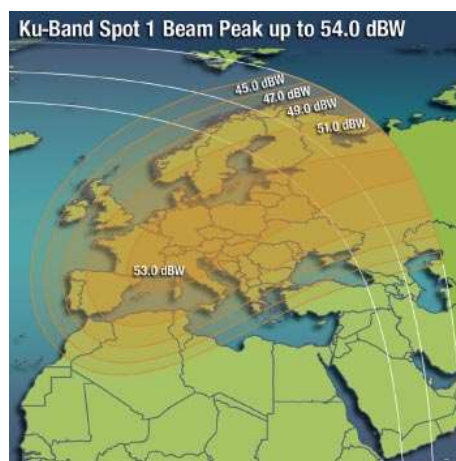 Ku-Band Spot 1 Beam Peak up to 54.0 dBW
45.0 dBW
47.0 dBW
49.0 dBW
51.0 dBW
53.0 dBW